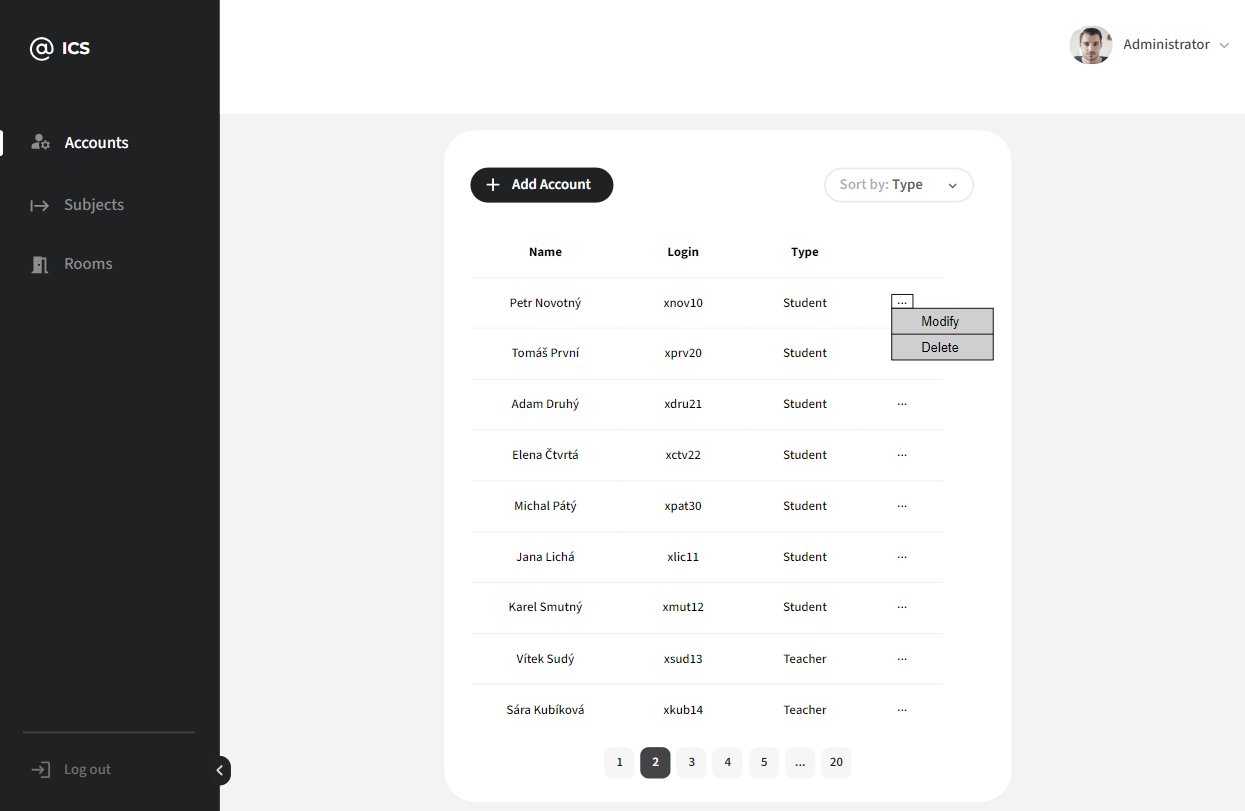 @ ICS
Administrator
Accounts
Subjects
Rooms
+ Add Account
Sort by: Type
Name Login Type
Petr Novotný xnov10 Student ...
Modify
Tomáš První xprv20 Student
Delete
Adam Druhý xdru21 Student ...
Elena Čtvrtá xctv22 Student ...
Michal Pátý xpat30 Student ...
Jana Lichá xlic11 Student ...
Karel Smutný xmut12 Student ...
Vítek Sudý xsud13 Teacher ...
Sára Kubíková xkub14 Teacher ...
1 2 3 4 5 ... 20
Log out